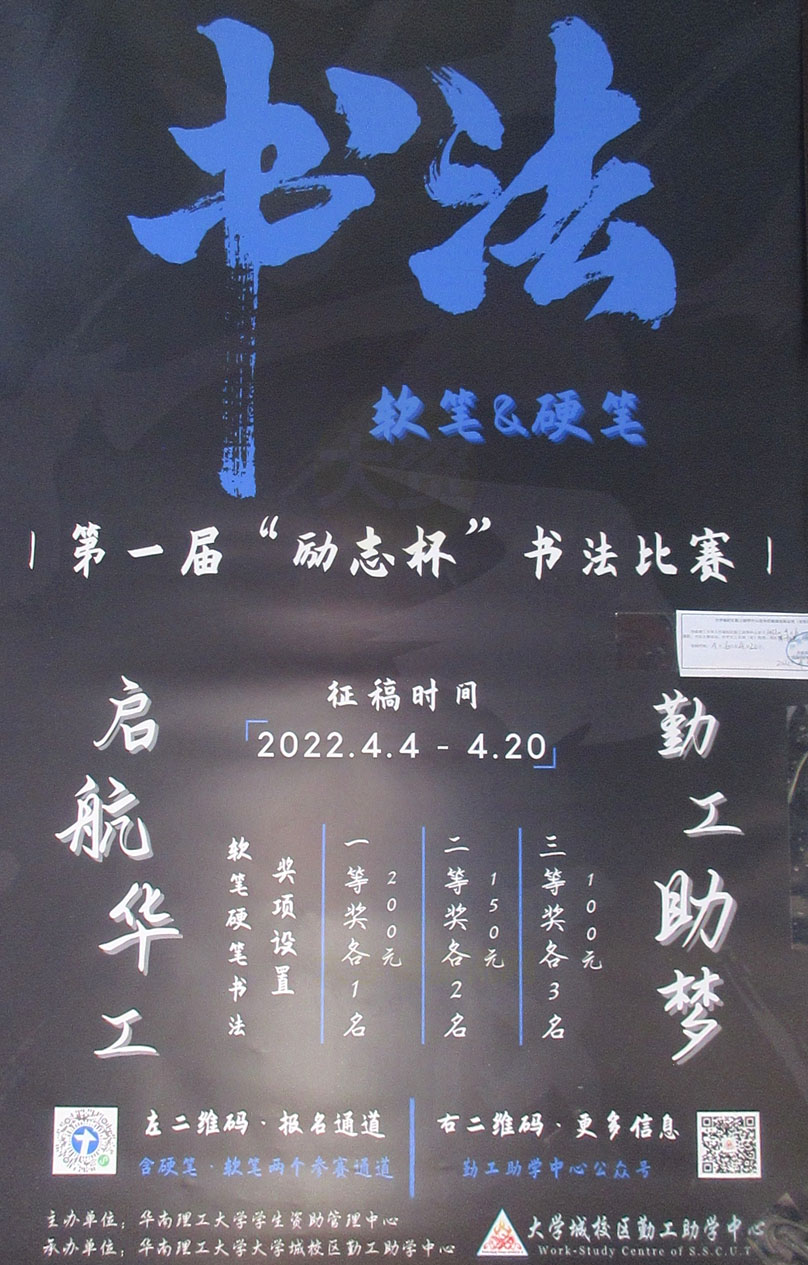 书法
软笔&硬笔
第一届“励志杯”书法比赛
征稿时间
2022.4.4 - 4.20
启航华工
勤工助梦
软笔硬笔书法
奖项设置
一等奖各1名
200元
二等奖各2名
150元
三等奖各3名
100元
左二维码·报名通道
含硬笔·软笔两个参赛通道
右二维码·更多信息
勤工助学中心公众号
主办单位：华南理工大学学生资助管理中心
承办单位：华南理工大学大学城校区勤工助学中心
大学城校区勤工助学中心
Work-Study Centre of S.S.C.U.T